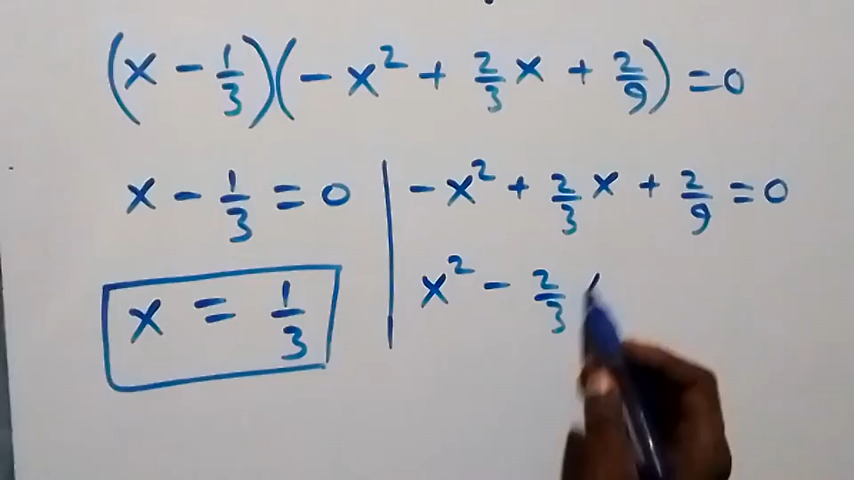 (x - 1/3)(- x² + 2/3 x + 2/9) = 0
x - 1/3 = 0
x = 1/3
- x² + 2/3 x + 2/9 = 0
x² - 2/3